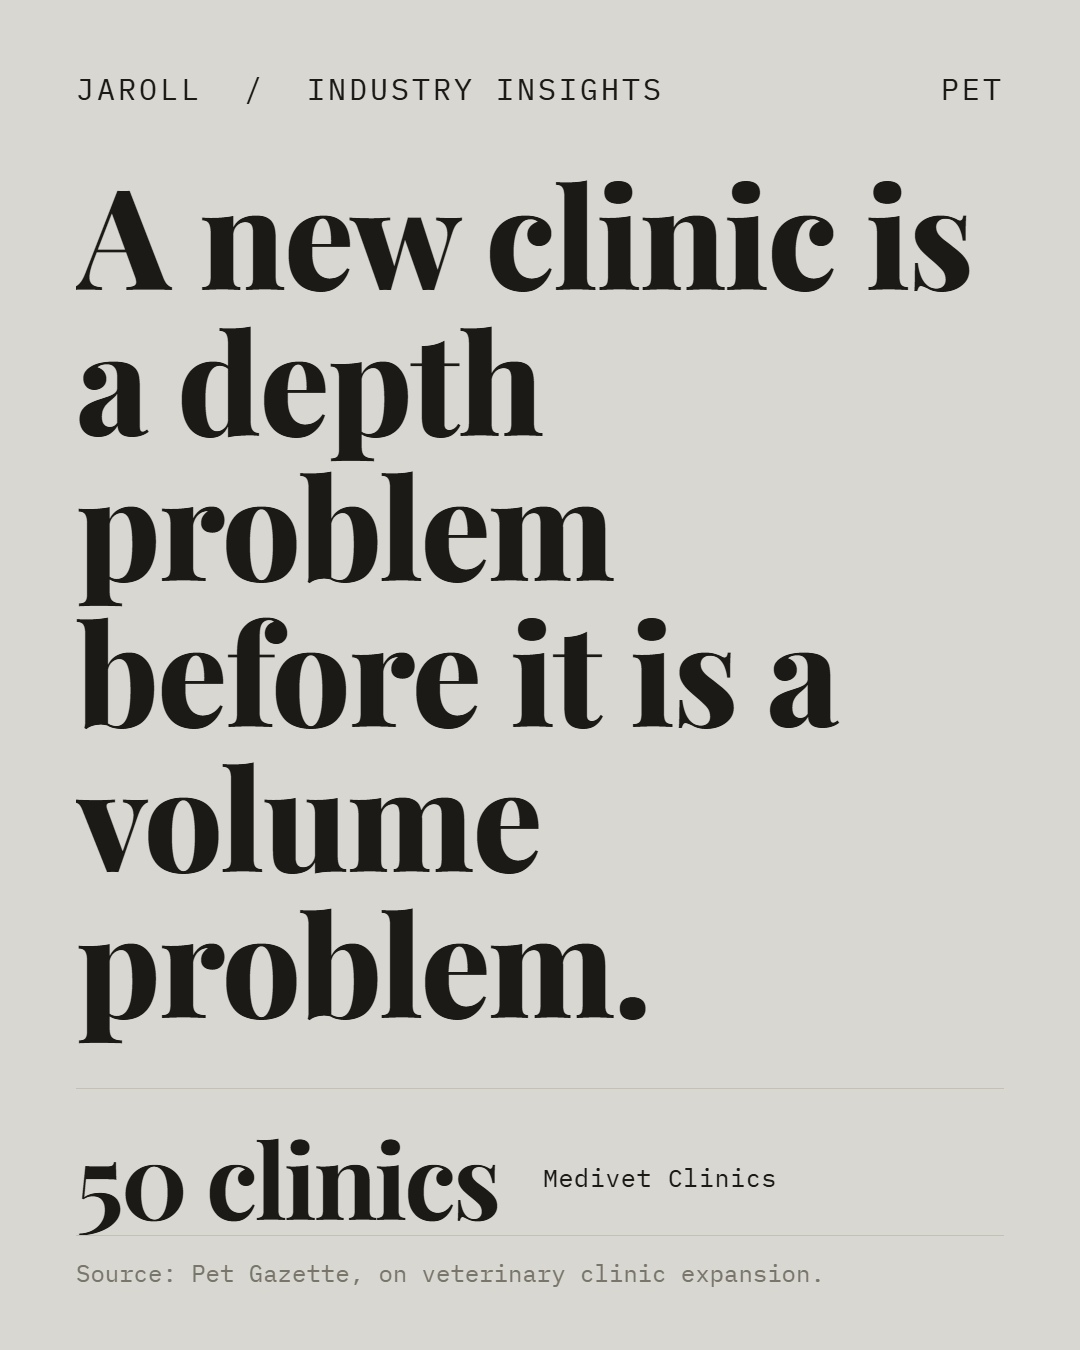 JAROLL / INDUSTRY INSIGHTS PET
A new clinic is
a depth
problem
before it is a
volume
problem.
50 clinics Medivet Clinics
Source: Pet Gazette, on veterinary clinic expansion.